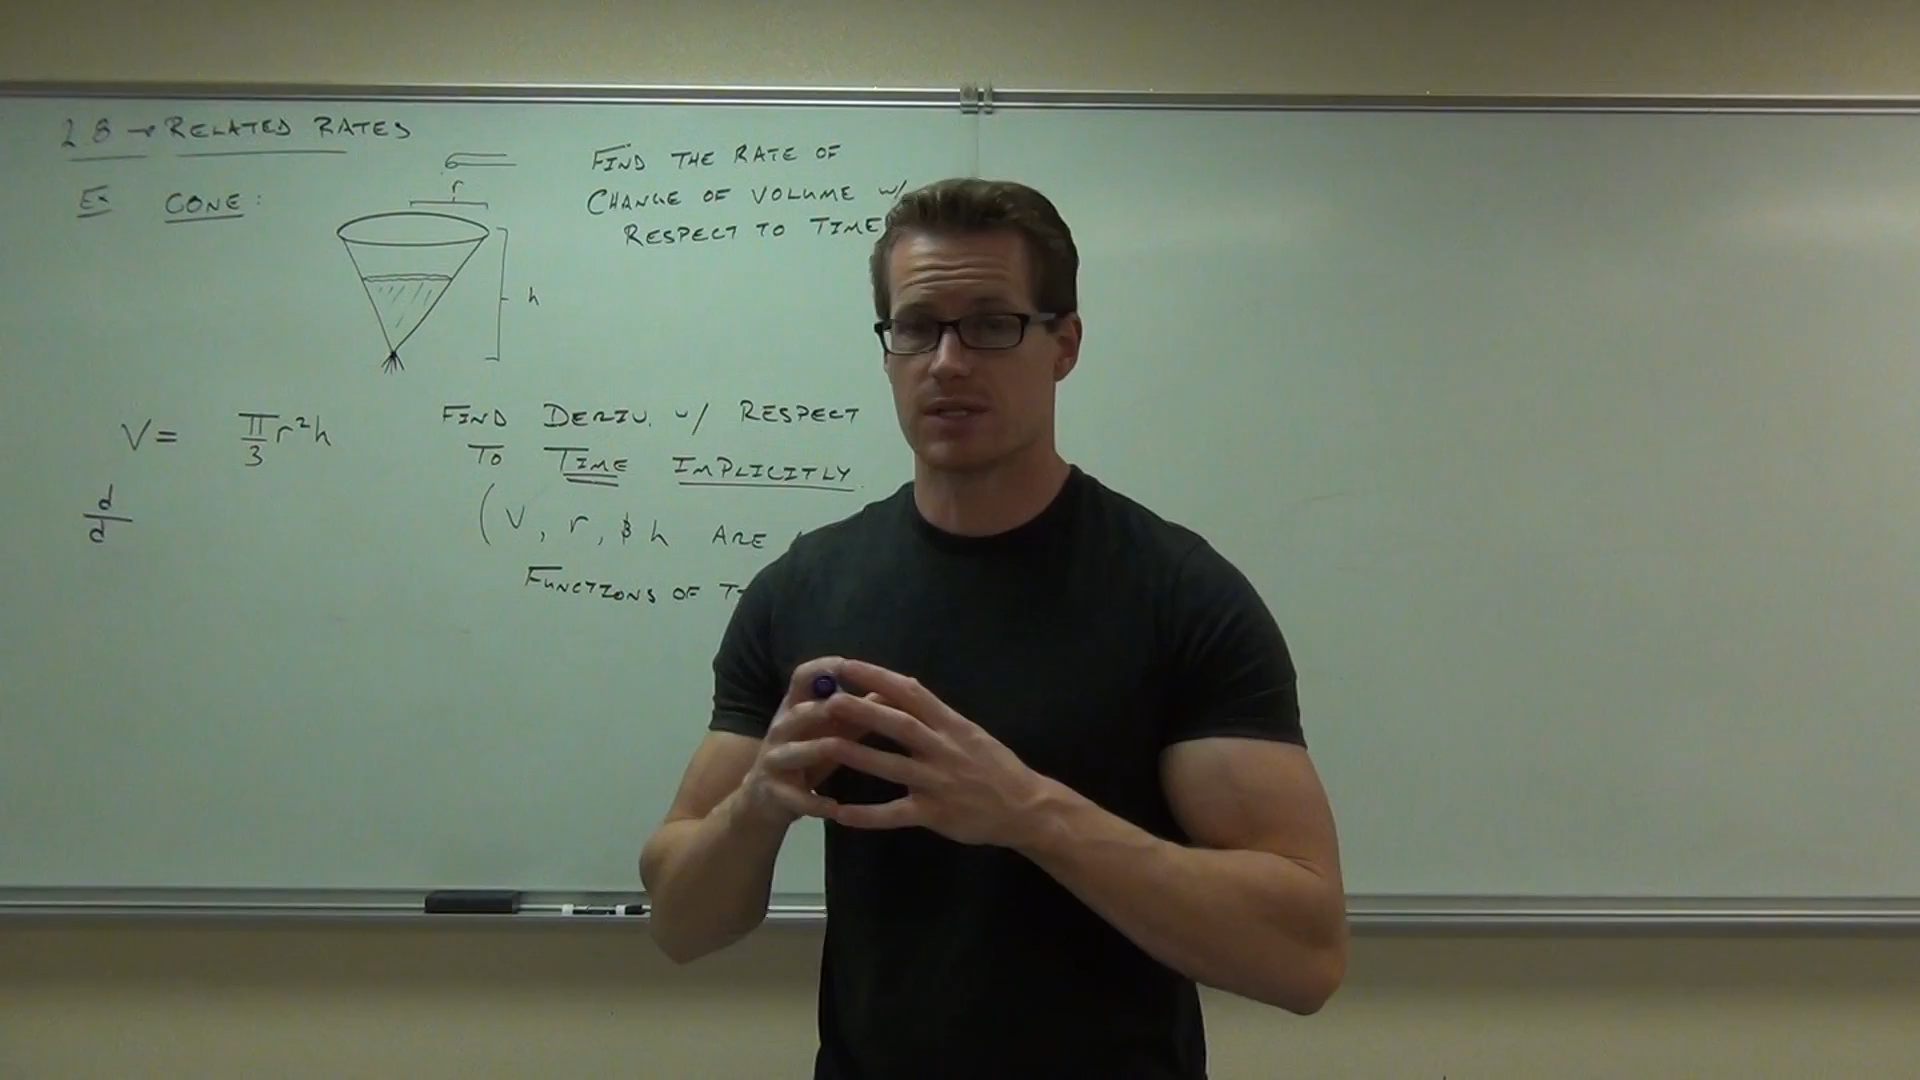 2.8 → RELATED RATES
EX CONE:
r
h
FIND THE RATE OF
CHANGE OF VOLUME w/
RESPECT TO TIME
V = π/3 r²h
d/d
FIND DERIV. w/ RESPECT
TO TIME IMPLICITLY
(V, r, & h ARE
FUNCTIONS OF